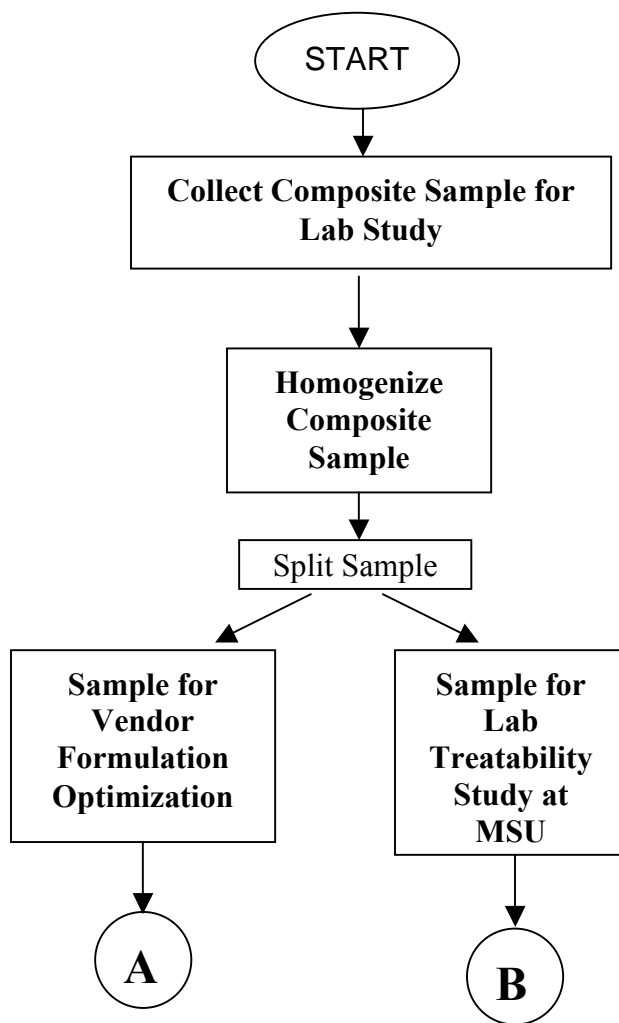 START
Collect Composite Sample for
Lab Study
Homogenize
Composite
Sample
Split Sample
Sample for
Vendor
Formulation
Optimization
Sample for
Lab
Treatability
Study at
MSU
A
B